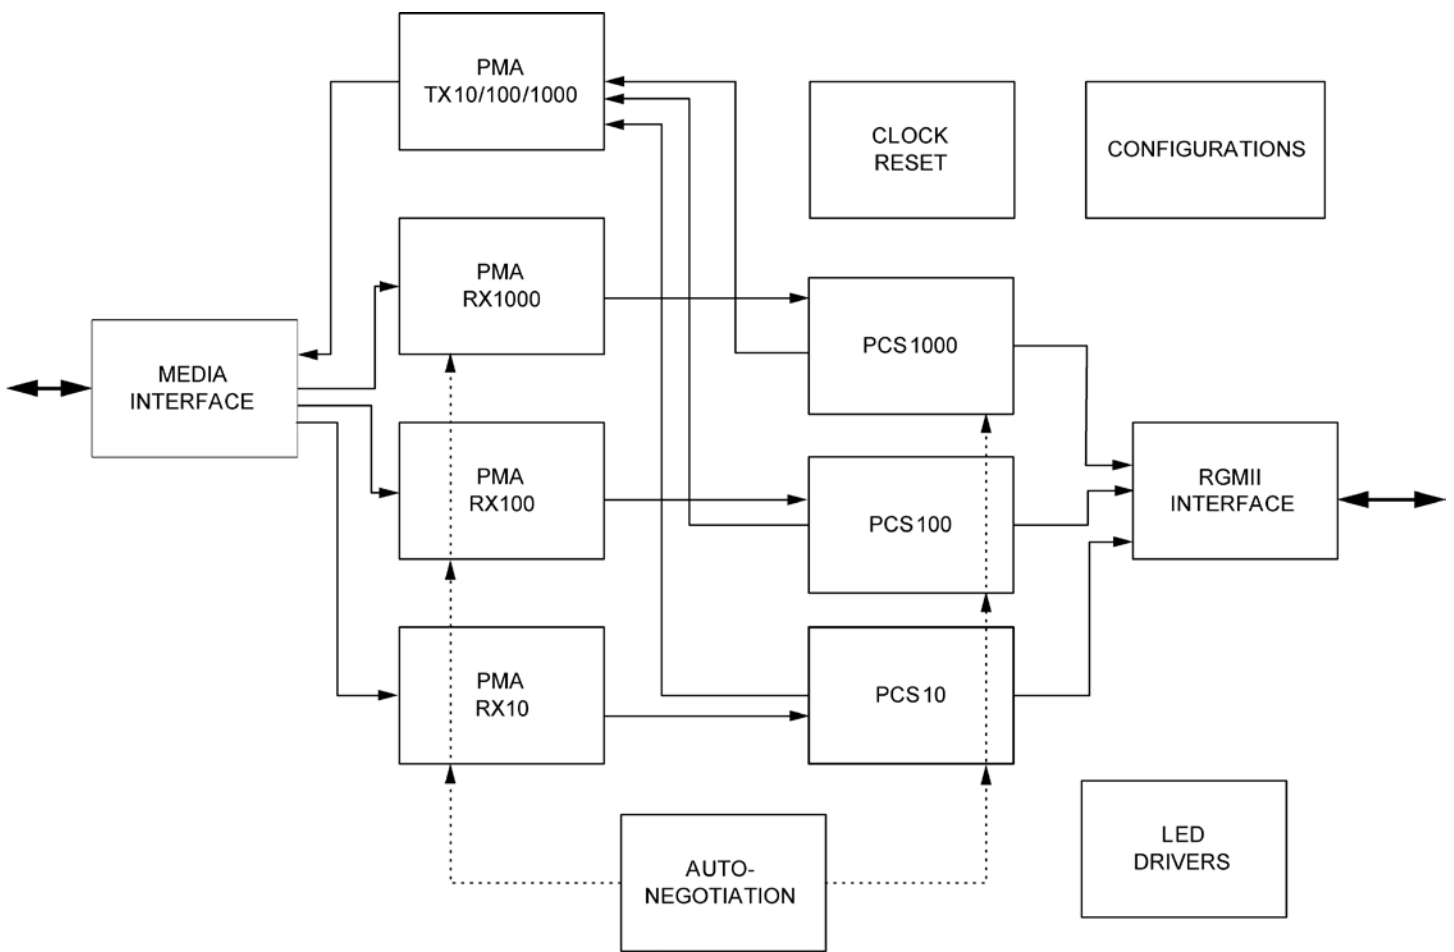 PMA
TX10/100/1000
CLOCK
RESET
CONFIGURATIONS
PMA
RX1000
PCS1000
MEDIA
INTERFACE
PMA
RX100
PCS100
RGMII
INTERFACE
PMA
RX10
PCS10
AUTO-
NEGOTIATION
LED
DRIVERS